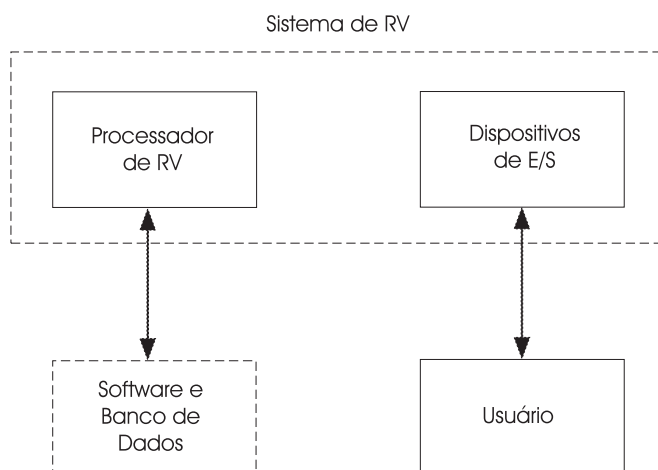 Sistema de RV
Processador
de RV
Dispositivos
de E/S
Software e
Banco de
Dados
Usuário